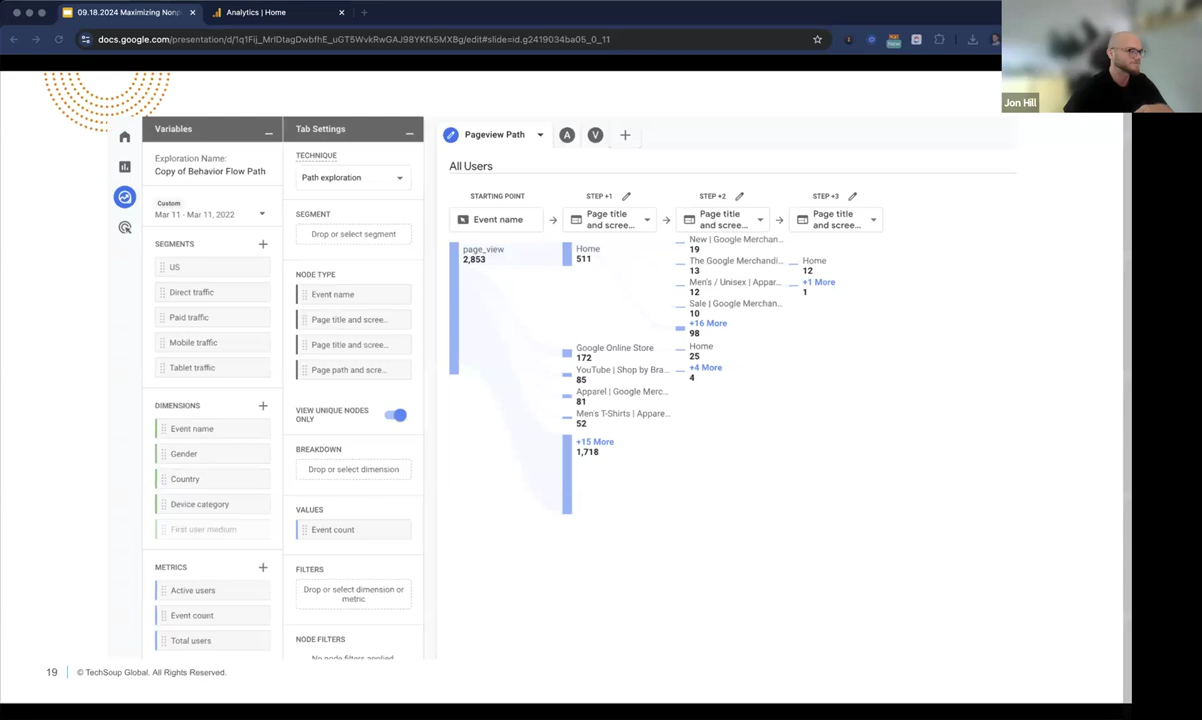 09.18.2024 Maximizing Nonp
Analytics | Home
Jon Hill
Variables
Exploration Name:
Copy of Behavior Flow Path
Custom
Mar 11 - Mar 11, 2022
SEGMENTS
US
Direct traffic
Paid traffic
Mobile traffic
Tablet traffic
DIMENSIONS
Event name
Gender
Country
Device category
First user medium
METRICS
Active users
Event count
Total users
Tab Settings
TECHNIQUE
Path exploration
SEGMENT
Drop or select segment
NODE TYPE
Event name
Page title and scree...
Page title and scree...
Page path and scre...
VIEW UNIQUE NODES
ONLY
BREAKDOWN
Drop or select dimension
VALUES
Event count
FILTERS
Drop or select dimension or
metric
NODE FILTERS
No node filters applied
Pageview Path
A
V
All Users
STARTING POINT
STEP +1
STEP +2
STEP +3
Event name
Page title
and scree...
Page title
and scree...
Page title
and scree...
page_view
2,853
Home
511
Google Online Store
172
YouTube | Shop by Bra...
85
Apparel | Google Merc...
81
Men's T-Shirts | Appare...
52
+15 More
1,718
New | Google Merchan...
19
The Google Merchandi...
13
Men's / Unisex | Appar...
12
Sale | Google Merchan...
10
+16 More
98
Home
25
+4 More
4
Home
12
+1 More
1
19
© TechSoup Global. All Rights Reserved.